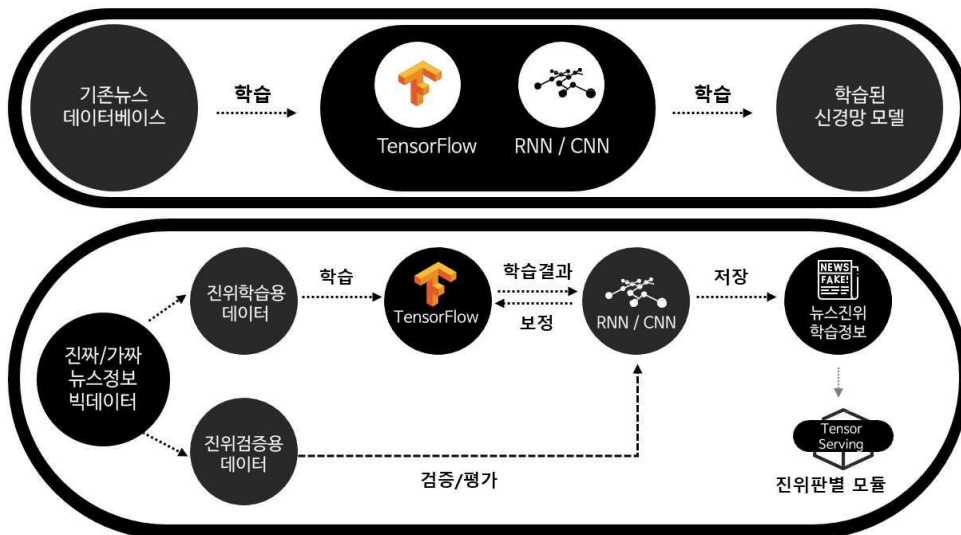 기존뉴스
데이터베이스
학습
TensorFlow
RNN / CNN
학습
학습된
신경망 모델
진짜/가짜
뉴스정보
빅데이터
진위학습용
데이터
학습
TensorFlow
학습결과
보정
RNN / CNN
저장
NEWS
FAKE!
뉴스진위
학습정보
진위검증용
데이터
검증/평가
Tensor
Serving
진위판별 모듈